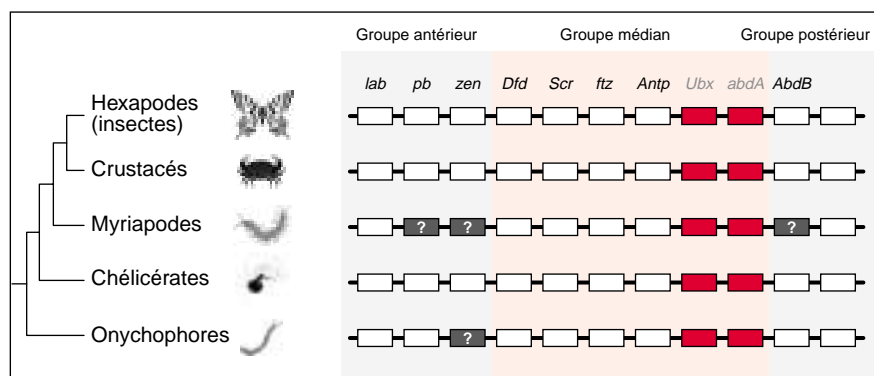 Groupe antérieur Groupe médian Groupe postérieur
lab pb zen Dfd Scr ftz Antp Ubx abdA AbdB
Hexapodes
(insectes)
Crustacés
Myriapodes ? ? ?
Chélicérates
Onychophores ?